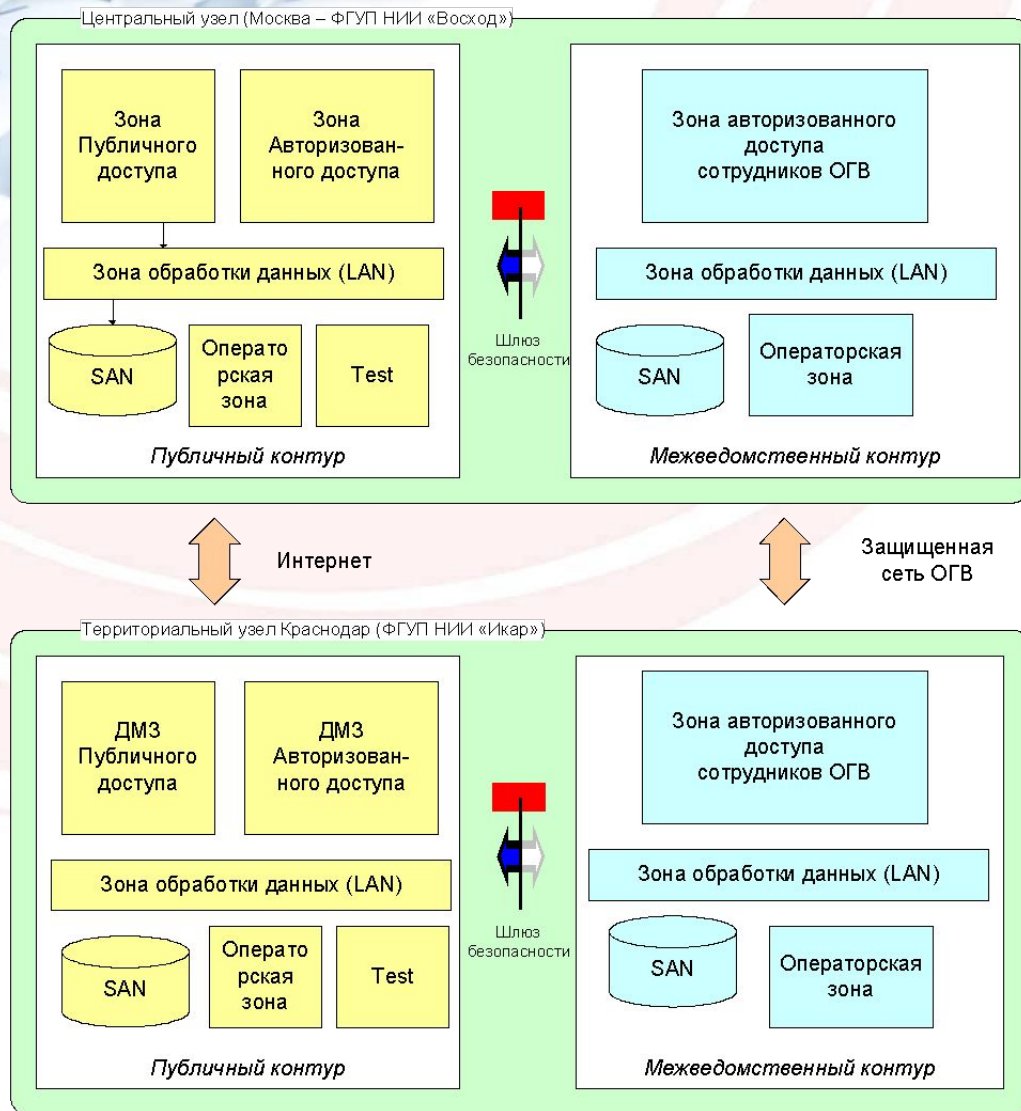 Центральный узел (Москва – ФГУП НИИ «Восход»)
Зона
Публичного
доступа
Зона
Авторизован-
ного доступа
Зона обработки данных (LAN)
SAN
Операто
рская
зона
Test
Публичный контур
Шлюз
безопасности
Зона авторизованного
доступа
сотрудников ОГВ
Зона обработки данных (LAN)
SAN
Операторская
зона
Межведомственный контур
Интернет
Защищенная
сеть ОГВ
Территориальный узел Краснодар (ФГУП НИИ «Икар»)
ДМЗ
Публичного
доступа
ДМЗ
Авторизован-
ного доступа
Зона обработки данных (LAN)
SAN
Операто
рская
зона
Test
Публичный контур
Шлюз
безопасности
Зона авторизованного
доступа
сотрудников ОГВ
Зона обработки данных (LAN)
SAN
Операторская
зона
Межведомственный контур